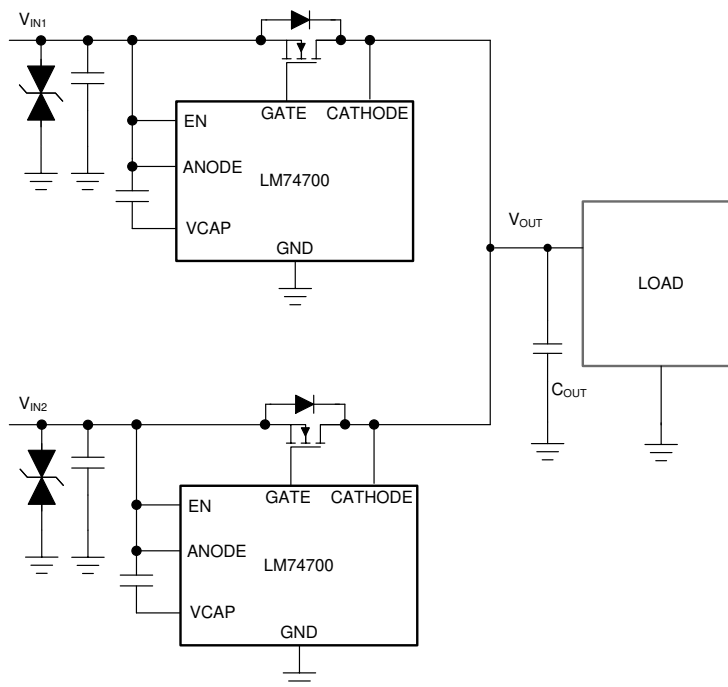 VIN1
GATE
CATHODE
EN
ANODE
LM74700
VCAP
GND
VOUT
LOAD
COUT
VIN2
GATE
CATHODE
EN
ANODE
LM74700
VCAP
GND